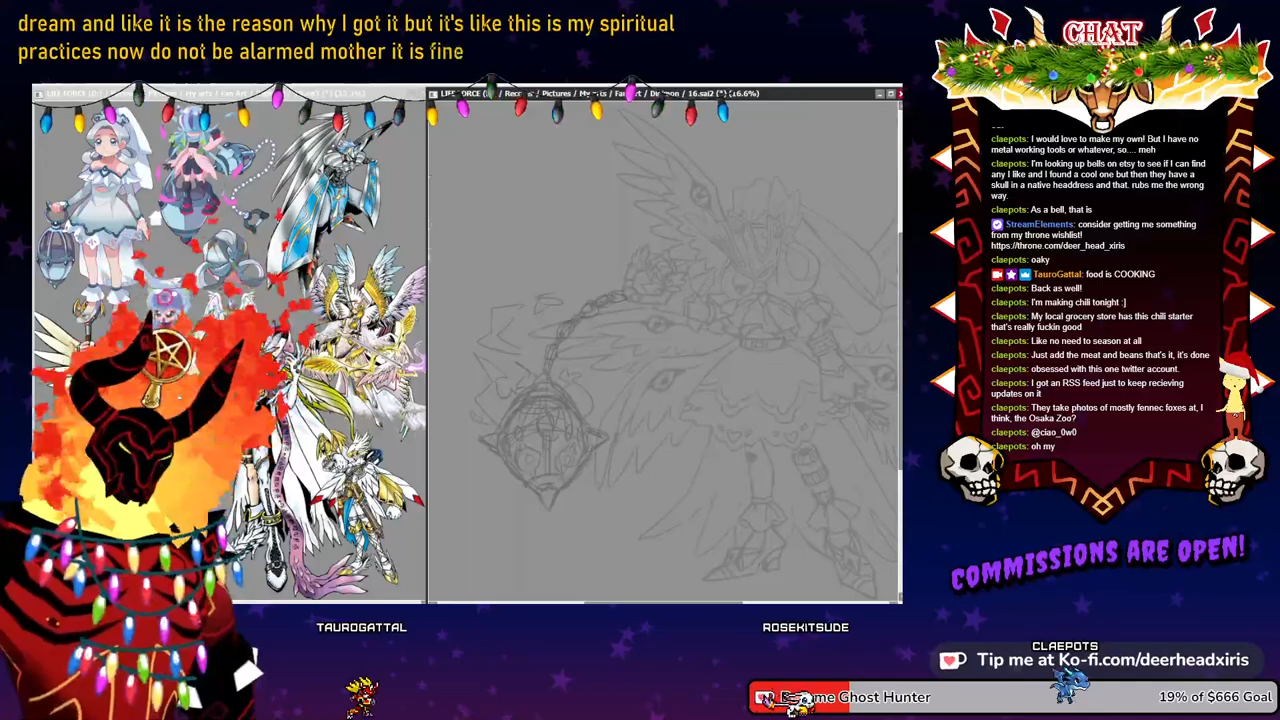 dream and like it is the reason why I got it but it's like this is my spiritual
practices now do not be alarmed mother it is fine
CHAT
claepots: I would love to make my own! But I have no
metal working tools or whatever, so.... meh
claepots: I'm looking up bells on etsy to see if I can find
any I like and I found a cool one but then they have a
skull in a native headdress and that. rubs me the wrong
way.
claepots: As a bell, that is
StreamElements: consider getting me something
from my throne wishlist!
https://throne.com/deer_head_xiris
claepots: oaky
TauroGattal: food is COOKING
claepots: Back as well!
claepots: I'm making chili tonight :]
claepots: My local grocery store has this chili starter
that's really fuckin good
claepots: Like no need to season at all
claepots: Just add the meat and beans that's it, it's done
claepots: obsessed with this one twitter account.
claepots: I got an RSS feed just to keep recieving
updates on it
claepots: They take photos of mostly fennec foxes at, I
think, the Osaka Zoo?
claepots: @ciao_0w0
claepots: oh my
COMMISSIONS ARE OPEN!
TAUROGATTAL
ROSEKITSUDE
CLAEPOTS
Tip me at Ko-fi.com/deerheadxiris
me Ghost Hunter
19% of $666 Goal